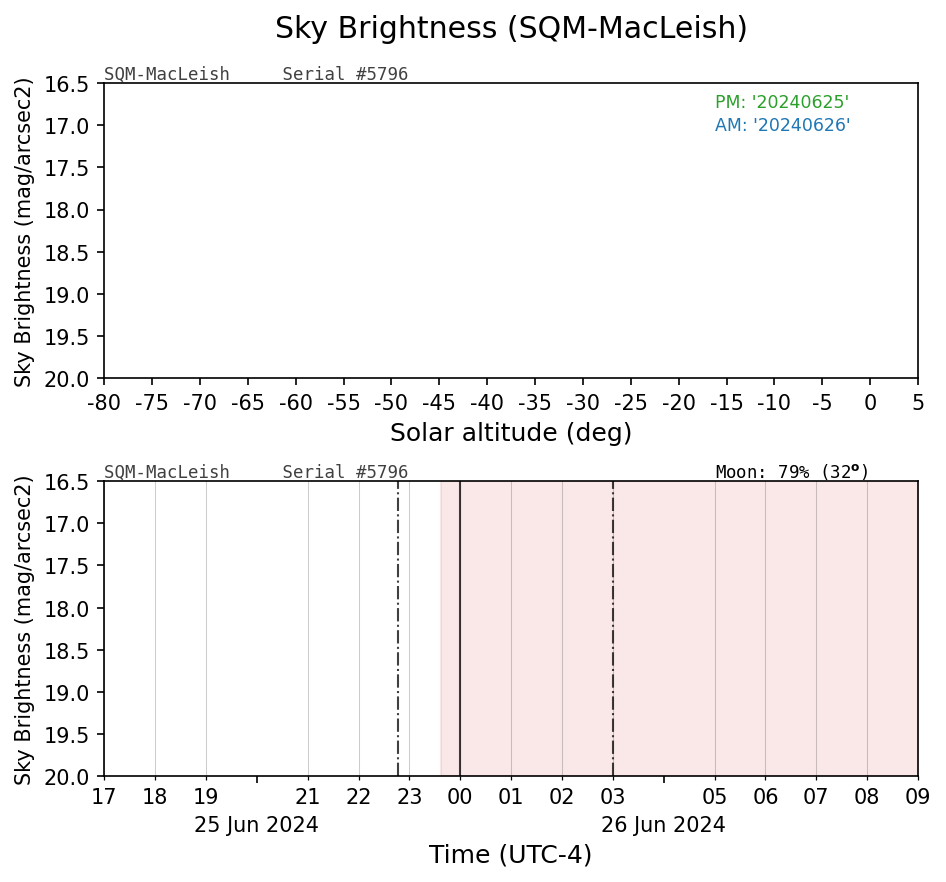 Sky Brightness (SQM-MacLeish)
SQM-MacLeish Serial #5796
PM: '20240625'
AM: '20240626'
Sky Brightness (mag/arcsec2)
16.5
17.0
17.5
18.0
18.5
19.0
19.5
20.0
-80 -75 -70 -65 -60 -55 -50 -45 -40 -35 -30 -25 -20 -15 -10 -5 0 5
Solar altitude (deg)
SQM-MacLeish Serial #5796 Moon: 79% (32º)
Sky Brightness (mag/arcsec2)
16.5
17.0
17.5
18.0
18.5
19.0
19.5
20.0
17 18 19 21 22 23 00 01 02 03 05 06 07 08 09
25 Jun 2024 26 Jun 2024
Time (UTC-4)